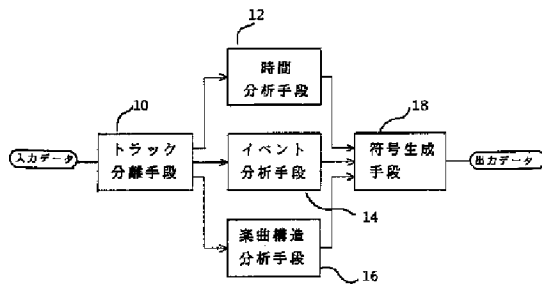 12
時間
分析手段
10
18
入力データ
トラック
分離手段
イベント
分析手段
符号生成
手段
出力データ
14
楽曲構造
分析手段
16